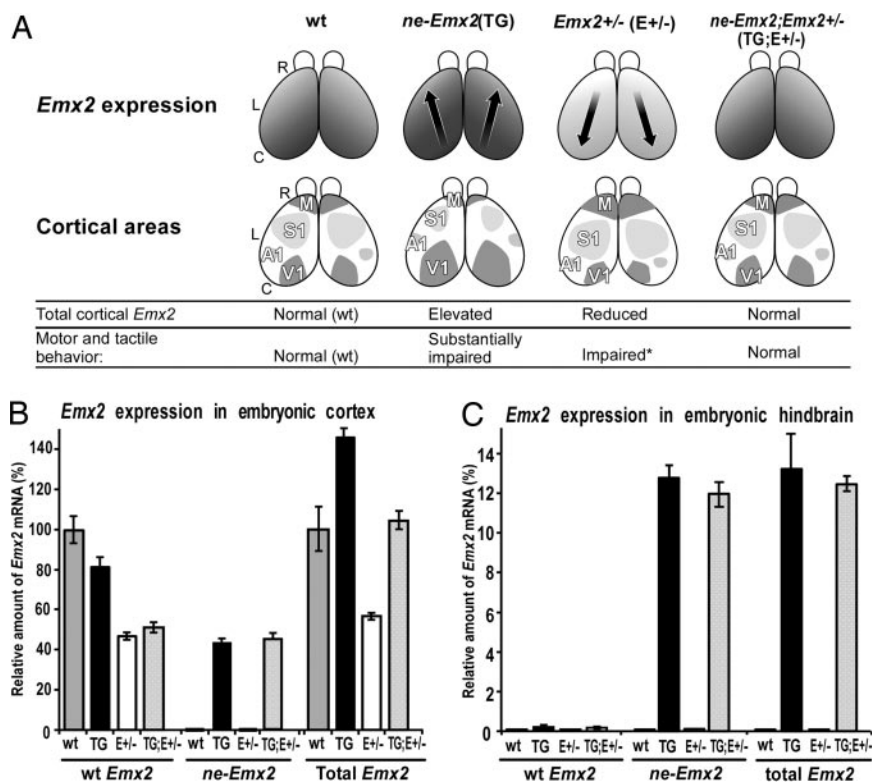 A
wt
ne-Emx2(TG)
Emx2+/- (E+/-)
ne-Emx2;Emx2+/-
(TG;E+/-)
Emx2 expression
R
L
C
Cortical areas
R
L
C
M
S1
A1
V1
M
S1
A1
V1
M
S1
A1
V1
M
S1
A1
V1
Total cortical Emx2 Normal (wt) Elevated Reduced Normal
Motor and tactile
behavior: Normal (wt) Substantially
impaired Impaired* Normal
B
Emx2 expression in embryonic cortex
Relative amount of Emx2 mRNA (%)
140
120
100
80
60
40
20
0
wt TG E+/- TG;E+/- wt TG E+/- TG;E+/- wt TG E+/- TG;E+/-
wt Emx2 ne-Emx2 Total Emx2
C
Emx2 expression in embryonic hindbrain
Relative amount of Emx2 mRNA (%)
14
12
10
8
6
4
2
0
wt TG E+/- TG;E+/- wt TG E+/- TG;E+/- wt TG E+/- TG;E+/-
wt Emx2 ne-Emx2 total Emx2